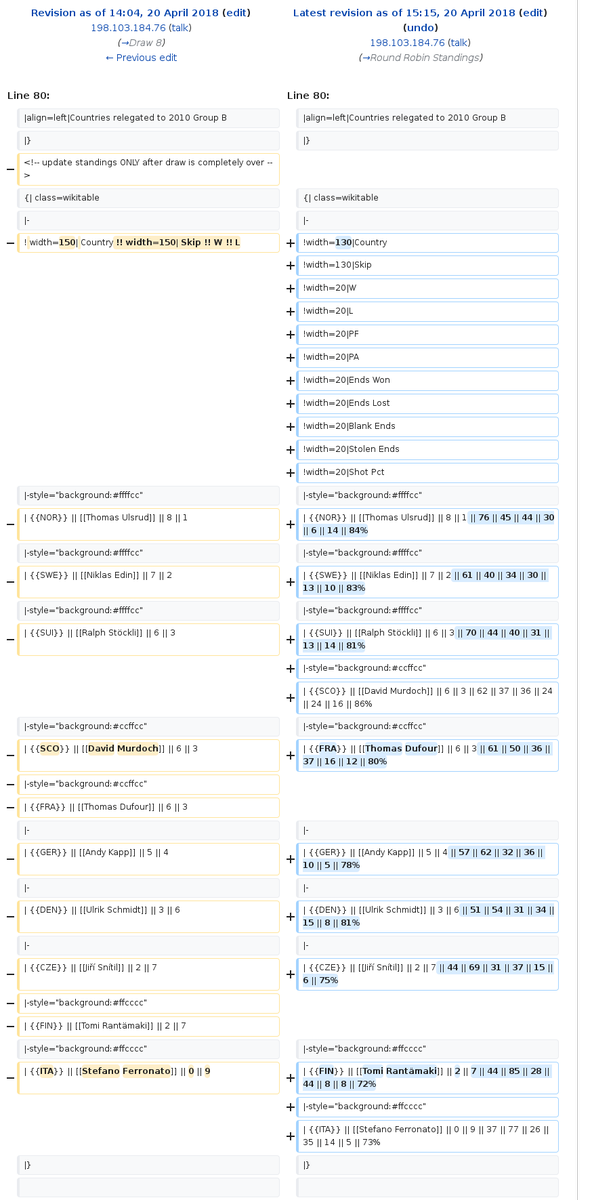 Revision as of 14:04, 20 April 2018 (edit)
198.103.184.76 (talk)
(→Draw 8)
← Previous edit
Latest revision as of 15:15, 20 April 2018 (edit)
(undo)
198.103.184.76 (talk)
(→Round Robin Standings)
Line 80:
Line 80:
|align=left|Countries relegated to 2010 Group B
|align=left|Countries relegated to 2010 Group B
|}
|}
− <!-- update standings ONLY after draw is completely over --
>
{| class=wikitable
{| class=wikitable
|-
|-
− ! width=150| Country !! width=150| Skip !! W !! L
+ !width=130|Country
+ !width=130|Skip
+ !width=20|W
+ !width=20|L
+ !width=20|PF
+ !width=20|PA
+ !width=20|Ends Won
+ !width=20|Ends Lost
+ !width=20|Blank Ends
+ !width=20|Stolen Ends
+ !width=20|Shot Pct
|-style="background:#ffffcc"
|-style="background:#ffffcc"
− | {{NOR}} || [[Thomas Ulsrud]] || 8 || 1
+ | {{NOR}} || [[Thomas Ulsrud]] || 8 || 1 || 76 || 45 || 44 || 30
|| 6 || 14 || 84%
|-style="background:#ffffcc"
|-style="background:#ffffcc"
− | {{SWE}} || [[Niklas Edin]] || 7 || 2
+ | {{SWE}} || [[Niklas Edin]] || 7 || 2 || 61 || 40 || 34 || 30 ||
13 || 10 || 83%
|-style="background:#ffffcc"
|-style="background:#ffffcc"
− | {{SUI}} || [[Ralph Stöckli]] || 6 || 3
+ | {{SUI}} || [[Ralph Stöckli]] || 6 || 3 || 70 || 44 || 40 || 31 ||
13 || 14 || 81%
+ |-style="background:#ccffcc"
+ | {{SCO}} || [[David Murdoch]] || 6 || 3 || 62 || 37 || 36 || 24
|| 24 || 16 || 86%
|-style="background:#ccffcc"
|-style="background:#ccffcc"
− | {{SCO}} || [[David Murdoch]] || 6 || 3
+ | {{FRA}} || [[Thomas Dufour]] || 6 || 3 || 61 || 50 || 36 ||
37 || 16 || 12 || 80%
− |-style="background:#ccffcc"
− | {{FRA}} || [[Thomas Dufour]] || 6 || 3
|-
|-
− | {{GER}} || [[Andy Kapp]] || 5 || 4
+ | {{GER}} || [[Andy Kapp]] || 5 || 4 || 57 || 62 || 32 || 36 ||
10 || 5 || 78%
|-
|-
− | {{DEN}} || [[Ulrik Schmidt]] || 3 || 6
+ | {{DEN}} || [[Ulrik Schmidt]] || 3 || 6 || 51 || 54 || 31 || 34 ||
15 || 8 || 81%
|-
|-
− | {{CZE}} || [[Jiří Snítil]] || 2 || 7
+ | {{CZE}} || [[Jiří Snítil]] || 2 || 7 || 44 || 69 || 31 || 37 || 15 ||
6 || 75%
− |-style="background:#ffcccc"
− | {{FIN}} || [[Tomi Rantämaki]] || 2 || 7
|-style="background:#ffcccc"
|-style="background:#ffcccc"
− | {{ITA}} || [[Stefano Ferronato]] || 0 || 9
+ | {{FIN}} || [[Tomi Rantämaki]] || 2 || 7 || 44 || 85 || 28 ||
44 || 8 || 8 || 72%
+ |-style="background:#ffcccc"
+ | {{ITA}} || [[Stefano Ferronato]] || 0 || 9 || 37 || 77 || 26 ||
35 || 14 || 5 || 73%
|}
|}